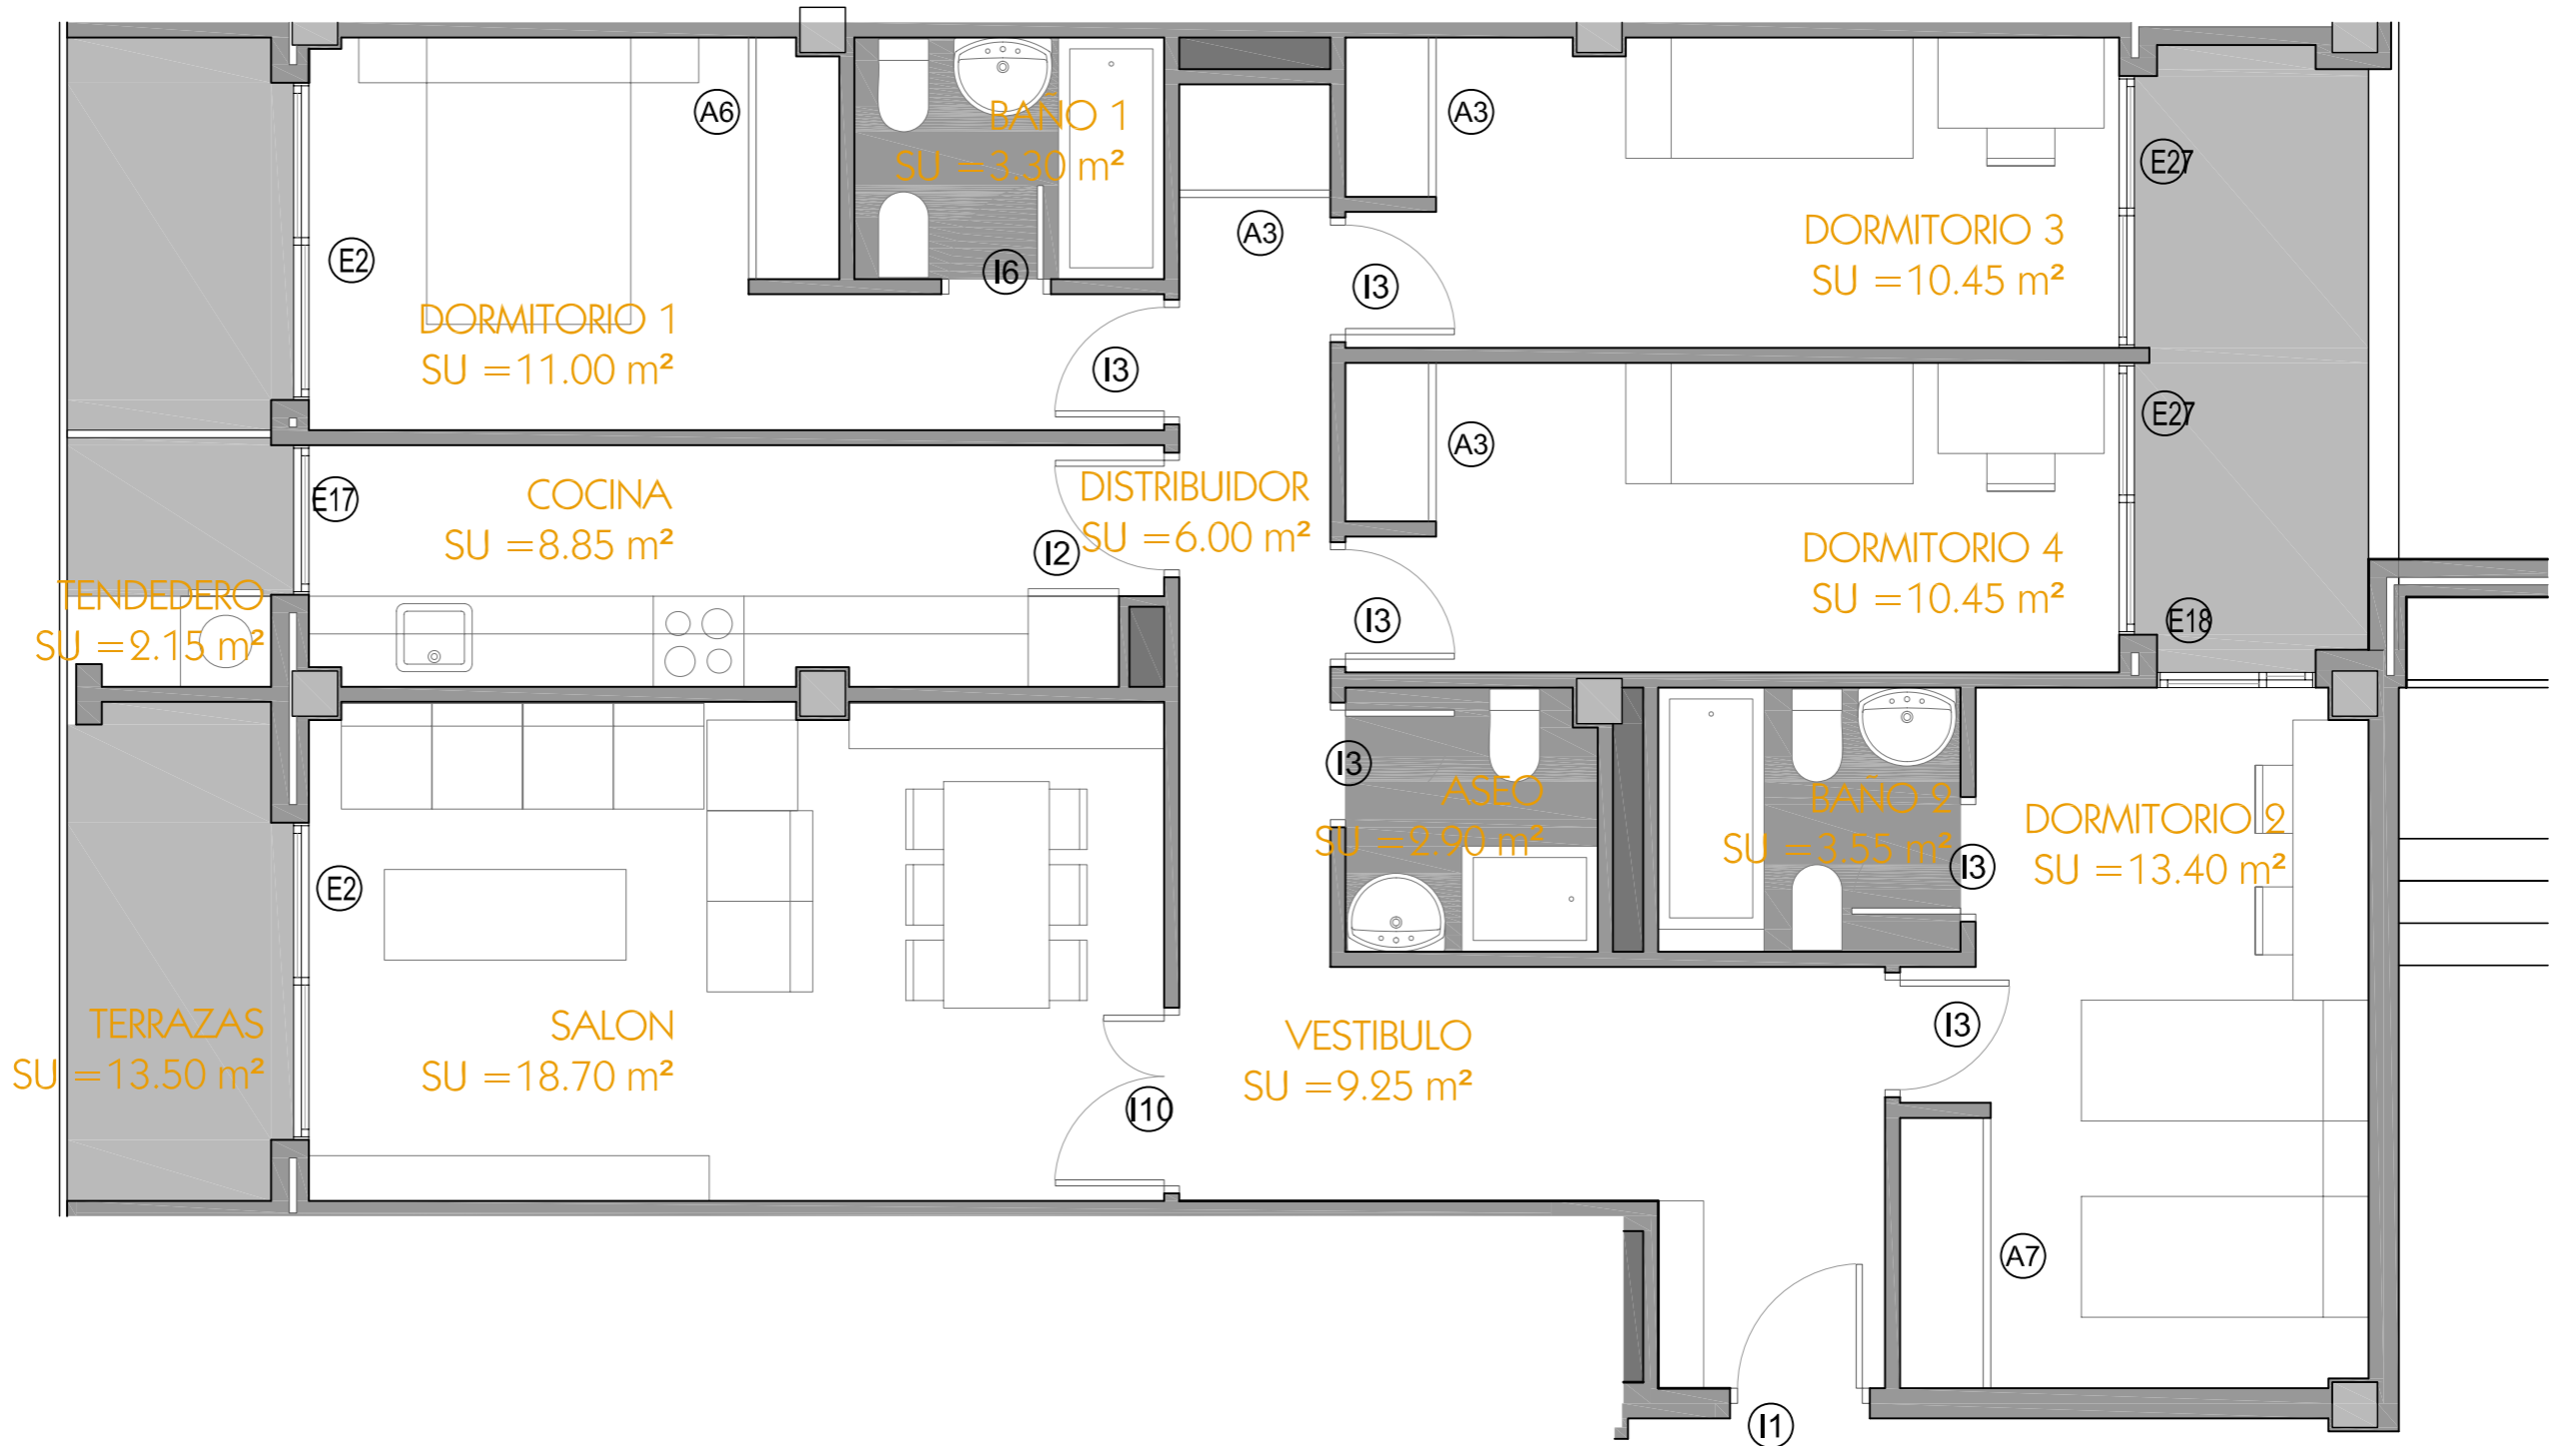 A6
BAÑO 1
SU =3.30 m²
A3
E27
DORMITORIO 3
SU =10.45 m²
A3
E2
I6
I3
DORMITORIO 1
SU =11.00 m²
I3
E27
A3
COCINA
SU =8.85 m²
E17
DISTRIBUIDOR
SU =6.00 m²
I2
DORMITORIO 4
SU =10.45 m²
TENDEDERO
SU =2.15 m²
I3
E18
I3
ASEO
SU =2.90 m²
BAÑO 2
SU =3.55 m²
I3
DORMITORIO 2
SU =13.40 m²
E2
TERRAZAS
SU =13.50 m²
SALON
SU =18.70 m²
VESTIBULO
SU =9.25 m²
I3
I10
A7
I1